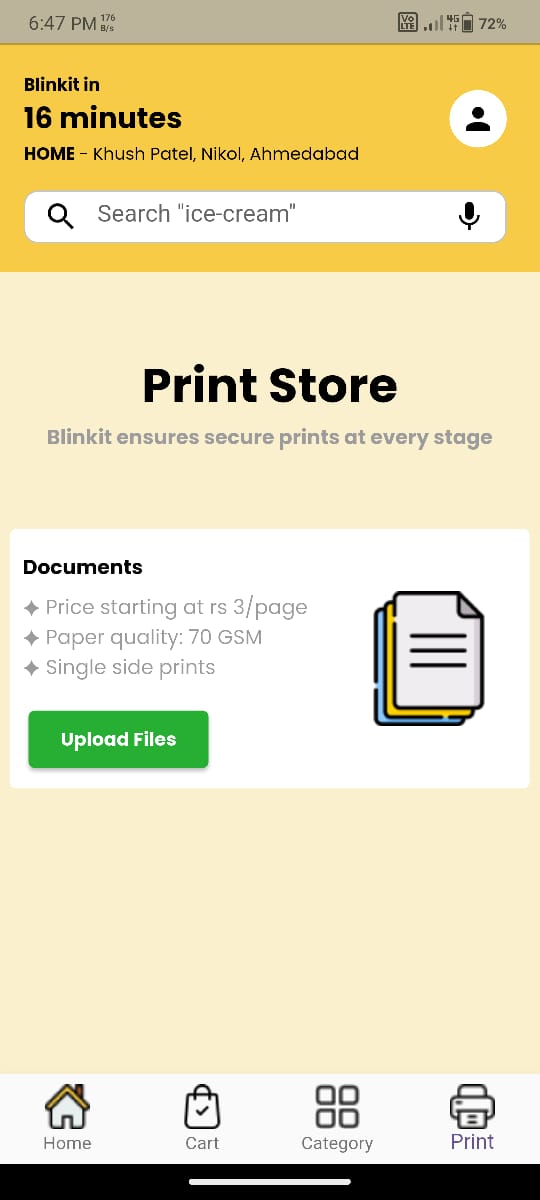 6:47 PM 176 B/s VoLTE 4G 72%
Blinkit in
16 minutes
HOME - Khush Patel, Nikol, Ahmedabad
Search "ice-cream"
Print Store
Blinkit ensures secure prints at every stage
Documents
✦ Price starting at rs 3/page
✦ Paper quality: 70 GSM
✦ Single side prints
Upload Files
Home Cart Category Print